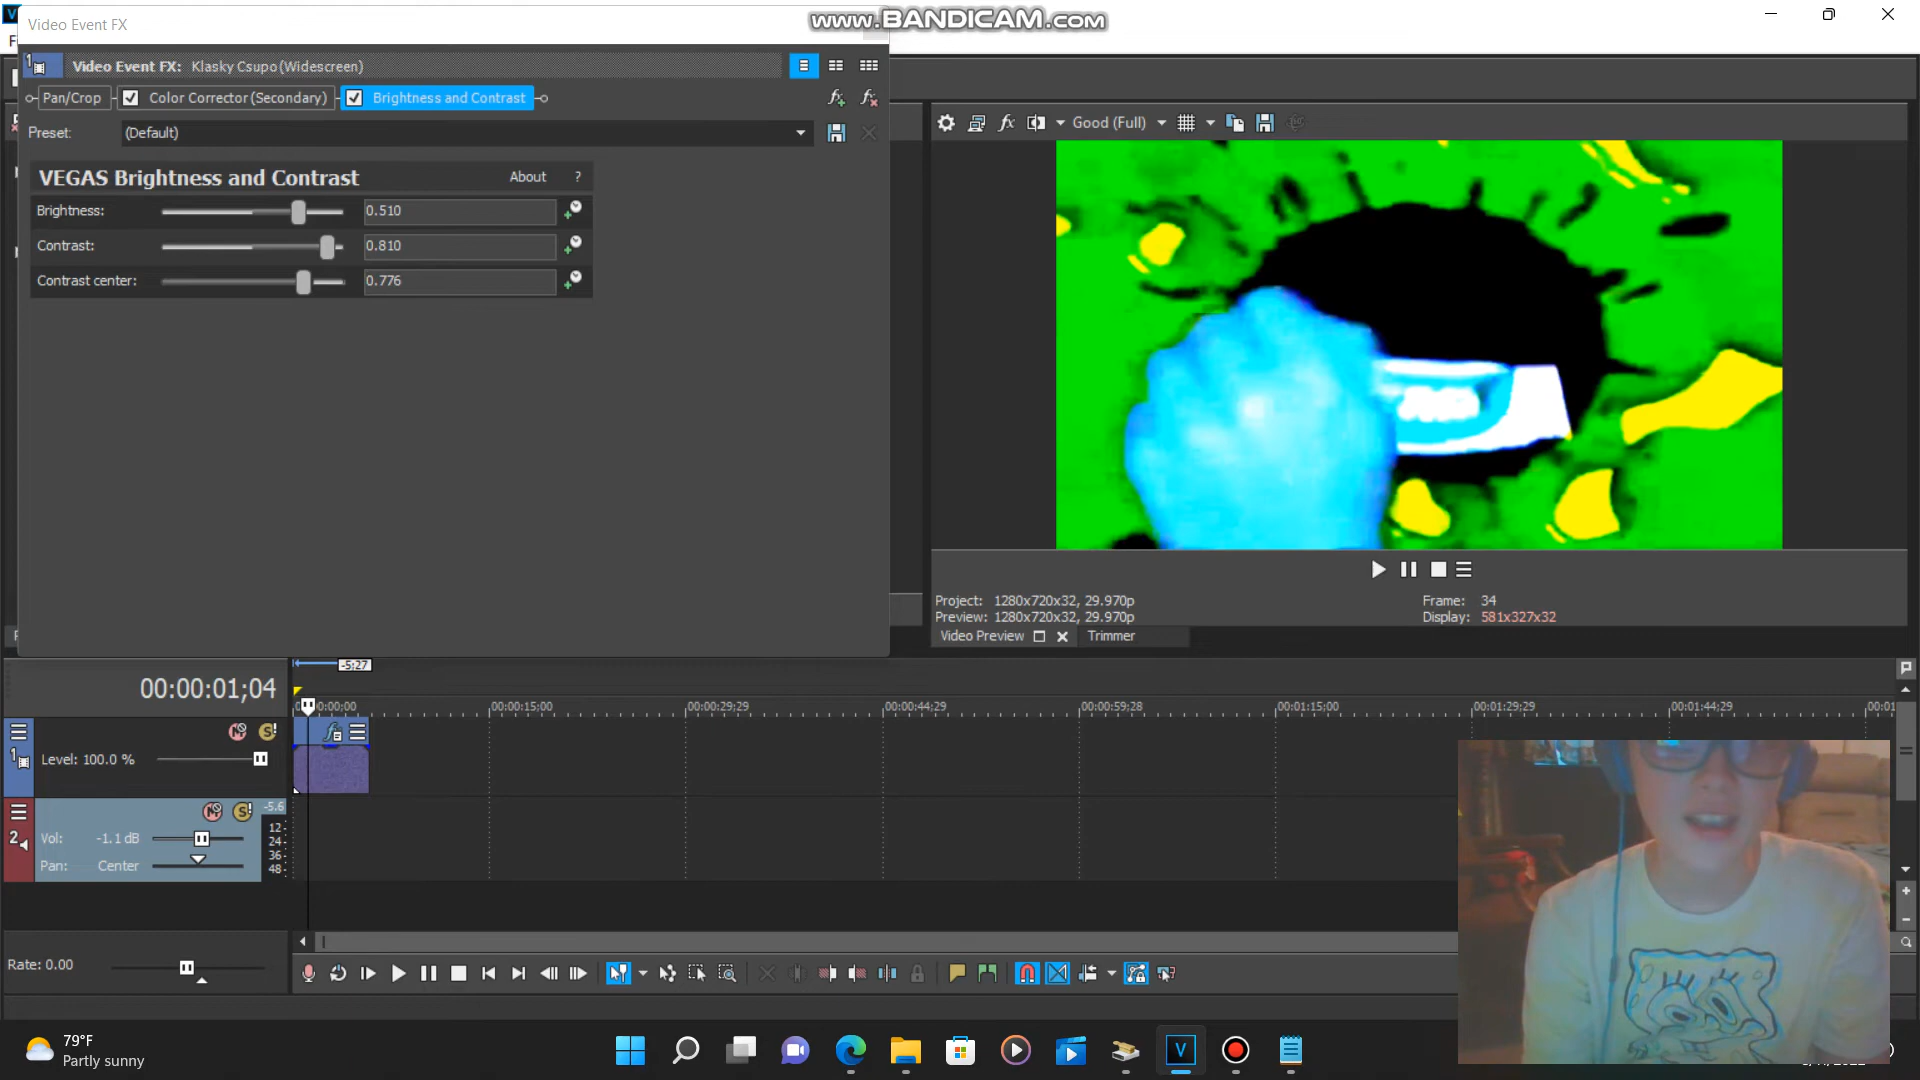 Video Event FX
www.BANDICAM.com
Video Event FX: Klasky Csupo (Widescreen)
Pan/Crop
Color Corrector (Secondary)
Brightness and Contrast
Preset: (Default)
VEGAS Brightness and Contrast
About ?
Brightness: 0.510
Contrast: 0.810
Contrast center: 0.776
Good (Full)
Project: 1280x720x32, 29.970p
Frame: 34
Preview: 1280x720x32, 29.970p
Display: 581x327x32
Video Preview
Trimmer
-5:27
00:00:01;04
00:00:15;00
00:00:29;29
00:00:44;29
00:00:59;28
00:01:15;00
00:01:29;29
00:01:44;29
1
Level: 100.0 %
2
Vol: -1.1 dB
Pan: Center
-5.6
12
24
36
48
Rate: 0.00
79°F
Partly sunny